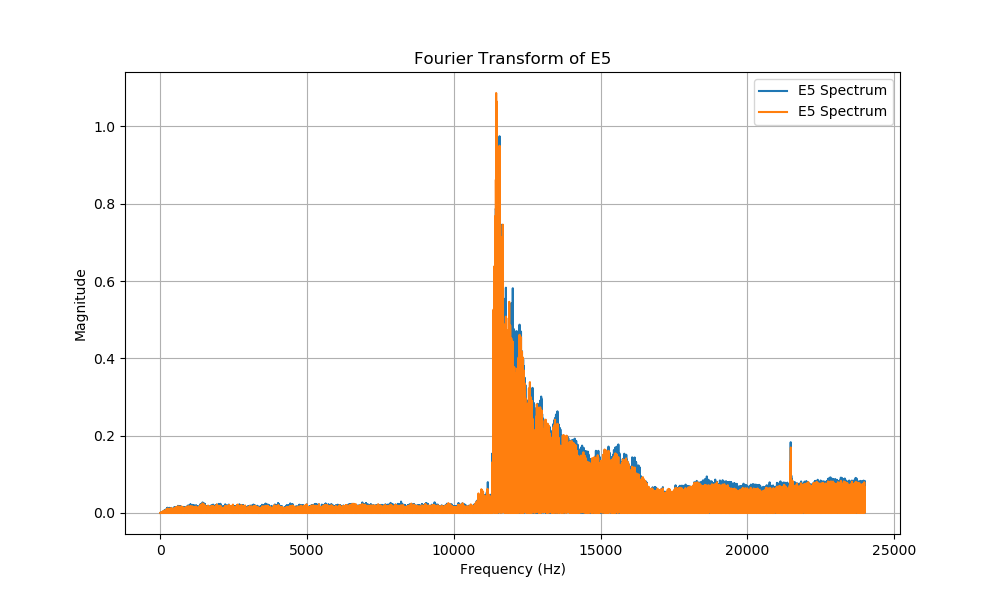 Fourier Transform of E5
E5 Spectrum
E5 Spectrum
Magnitude
1.0
0.8
0.6
0.4
0.2
0.0
0 5000 10000 15000 20000 25000
Frequency (Hz)